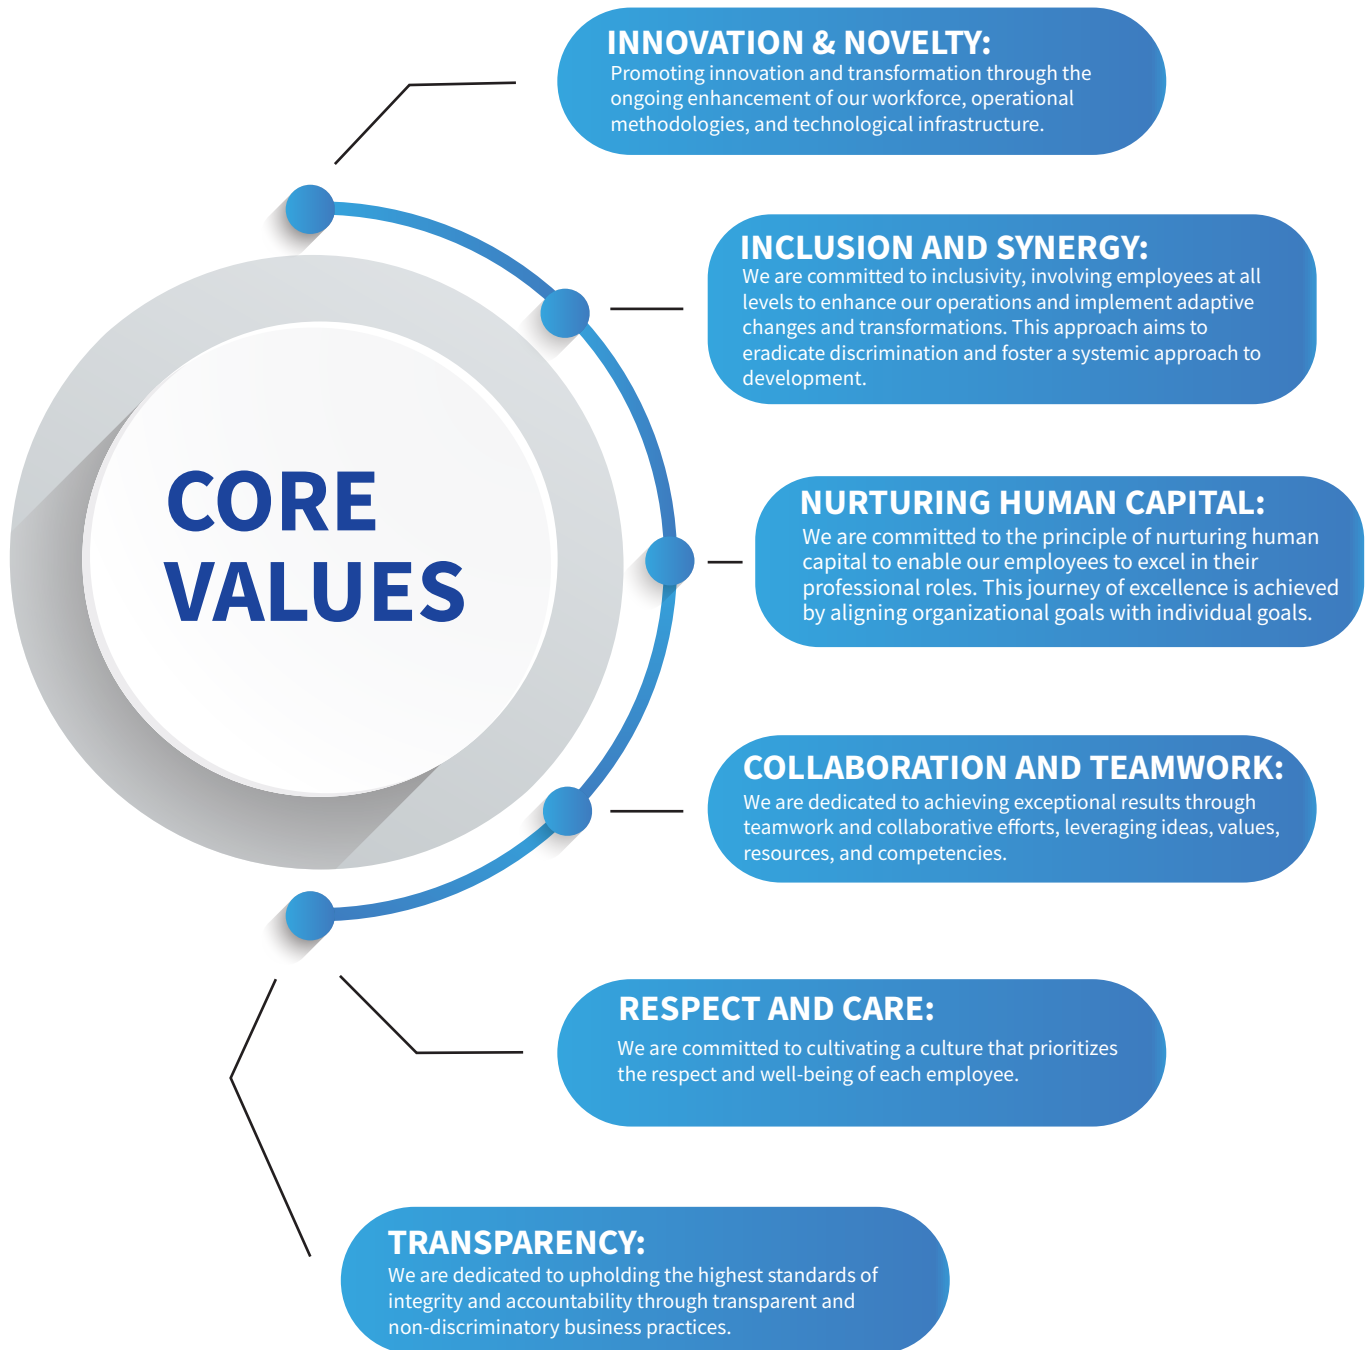 INNOVATION & NOVELTY:
Promoting innovation and transformation through the
ongoing enhancement of our workforce, operational
methodologies, and technological infrastructure.
INCLUSION AND SYNERGY:
We are committed to inclusivity, involving employees at all
levels to enhance our operations and implement adaptive
changes and transformations. This approach aims to
eradicate discrimination and foster a systemic approach to
development.
CORE
VALUES
NURTURING HUMAN CAPITAL:
We are committed to the principle of nurturing human
capital to enable our employees to excel in their
professional roles. This journey of excellence is achieved
by aligning organizational goals with individual goals.
COLLABORATION AND TEAMWORK:
We are dedicated to achieving exceptional results through
teamwork and collaborative efforts, leveraging ideas, values,
resources, and competencies.
RESPECT AND CARE:
We are committed to cultivating a culture that prioritizes
the respect and well-being of each employee.
TRANSPARENCY:
We are dedicated to upholding the highest standards of
integrity and accountability through transparent and
non-discriminatory business practices.